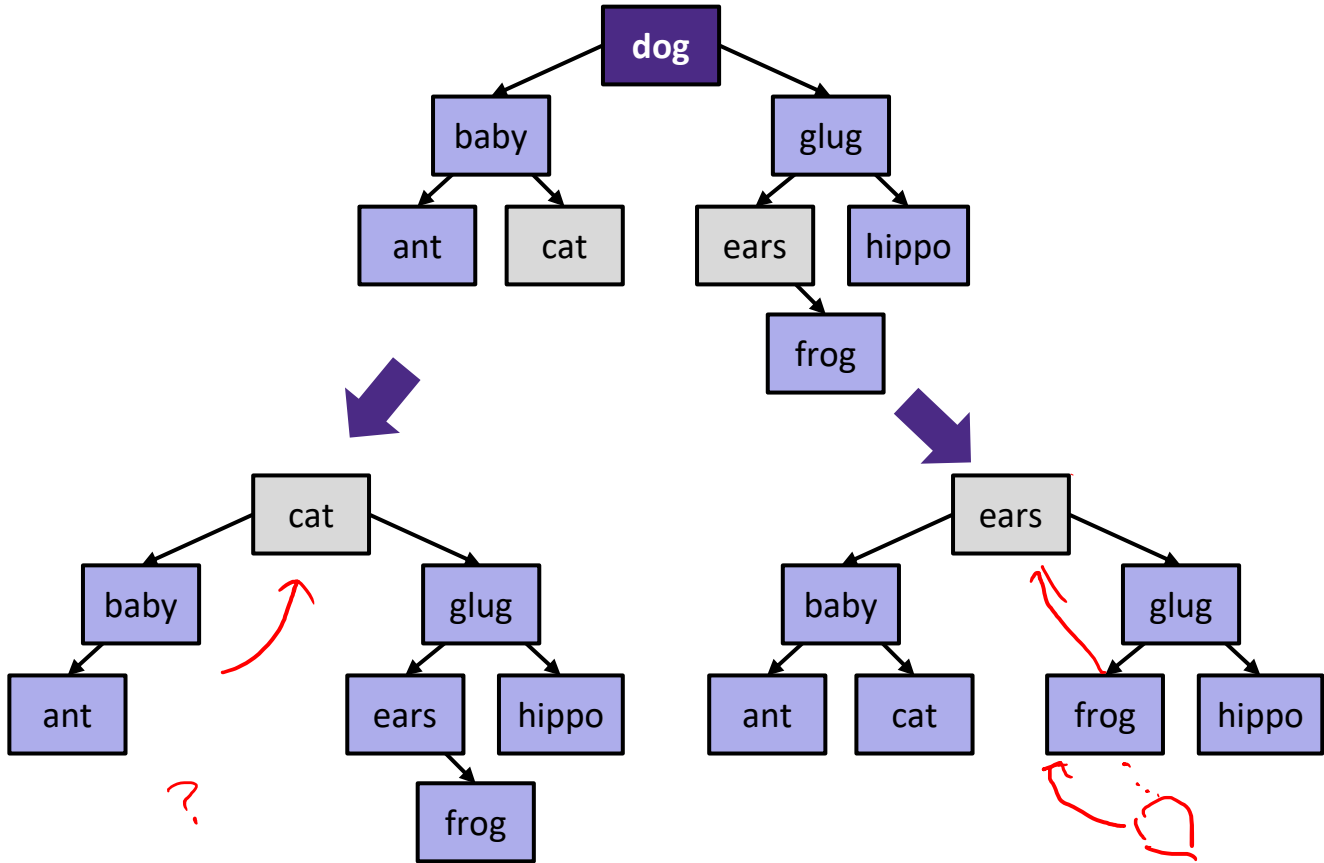 dog
baby glug
ant cat ears hippo
frog
cat
baby glug
ant ears hippo
frog
?
ears
baby glug
ant cat frog hippo